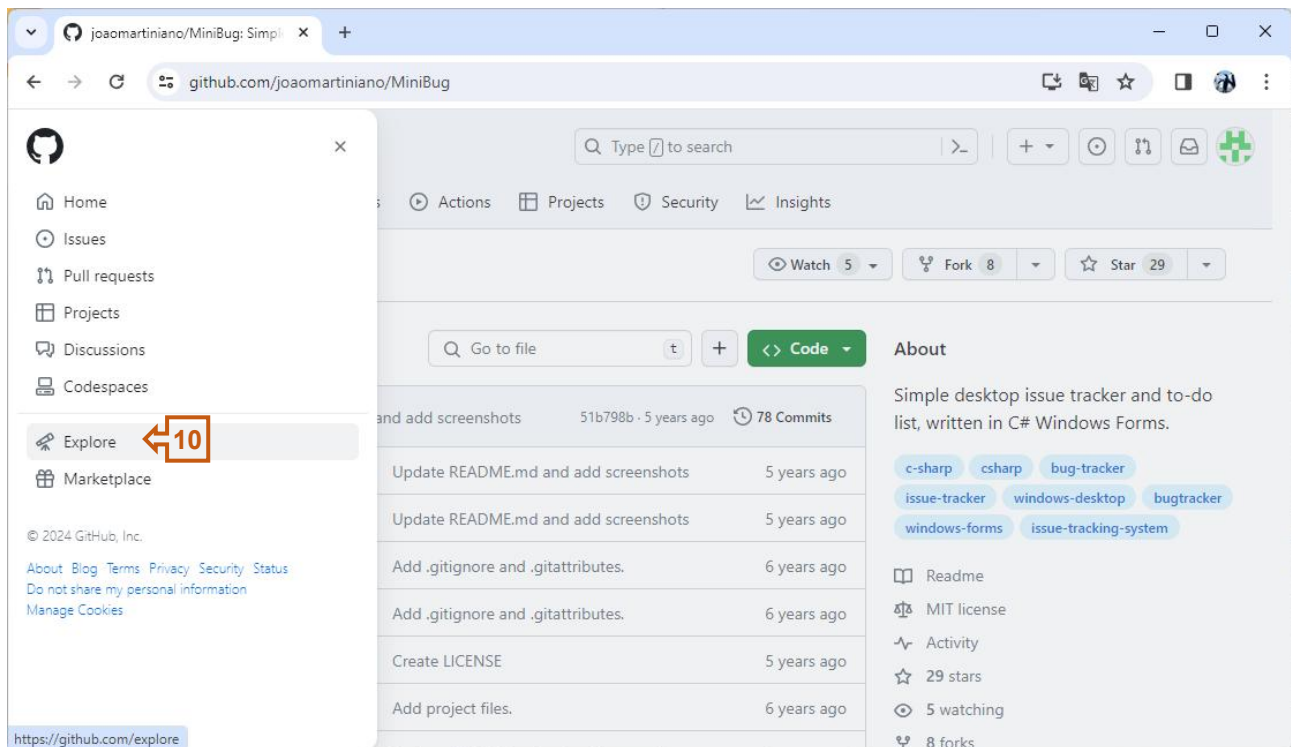 joaomartiniano/MiniBug: Simpl
github.com/joaomartiniano/MiniBug
Type / to search
Home
Issues
Pull requests
Projects
Discussions
Codespaces
Explore
10
Marketplace
© 2024 GitHub, Inc.
About Blog Terms Privacy Security Status
Do not share my personal information
Manage Cookies
https://github.com/explore
s Actions Projects Security Insights
Watch 5 Fork 8 Star 29
Go to file t + Code
and add screenshots 51b798b · 5 years ago 78 Commits
Update README.md and add screenshots 5 years ago
Update README.md and add screenshots 5 years ago
Add .gitignore and .gitattributes. 6 years ago
Add .gitignore and .gitattributes. 6 years ago
Create LICENSE 5 years ago
Add project files. 6 years ago
About
Simple desktop issue tracker and to-do
list, written in C# Windows Forms.
c-sharp csharp bug-tracker
issue-tracker windows-desktop bugtracker
windows-forms issue-tracking-system
Readme
MIT license
Activity
29 stars
5 watching
8 forks